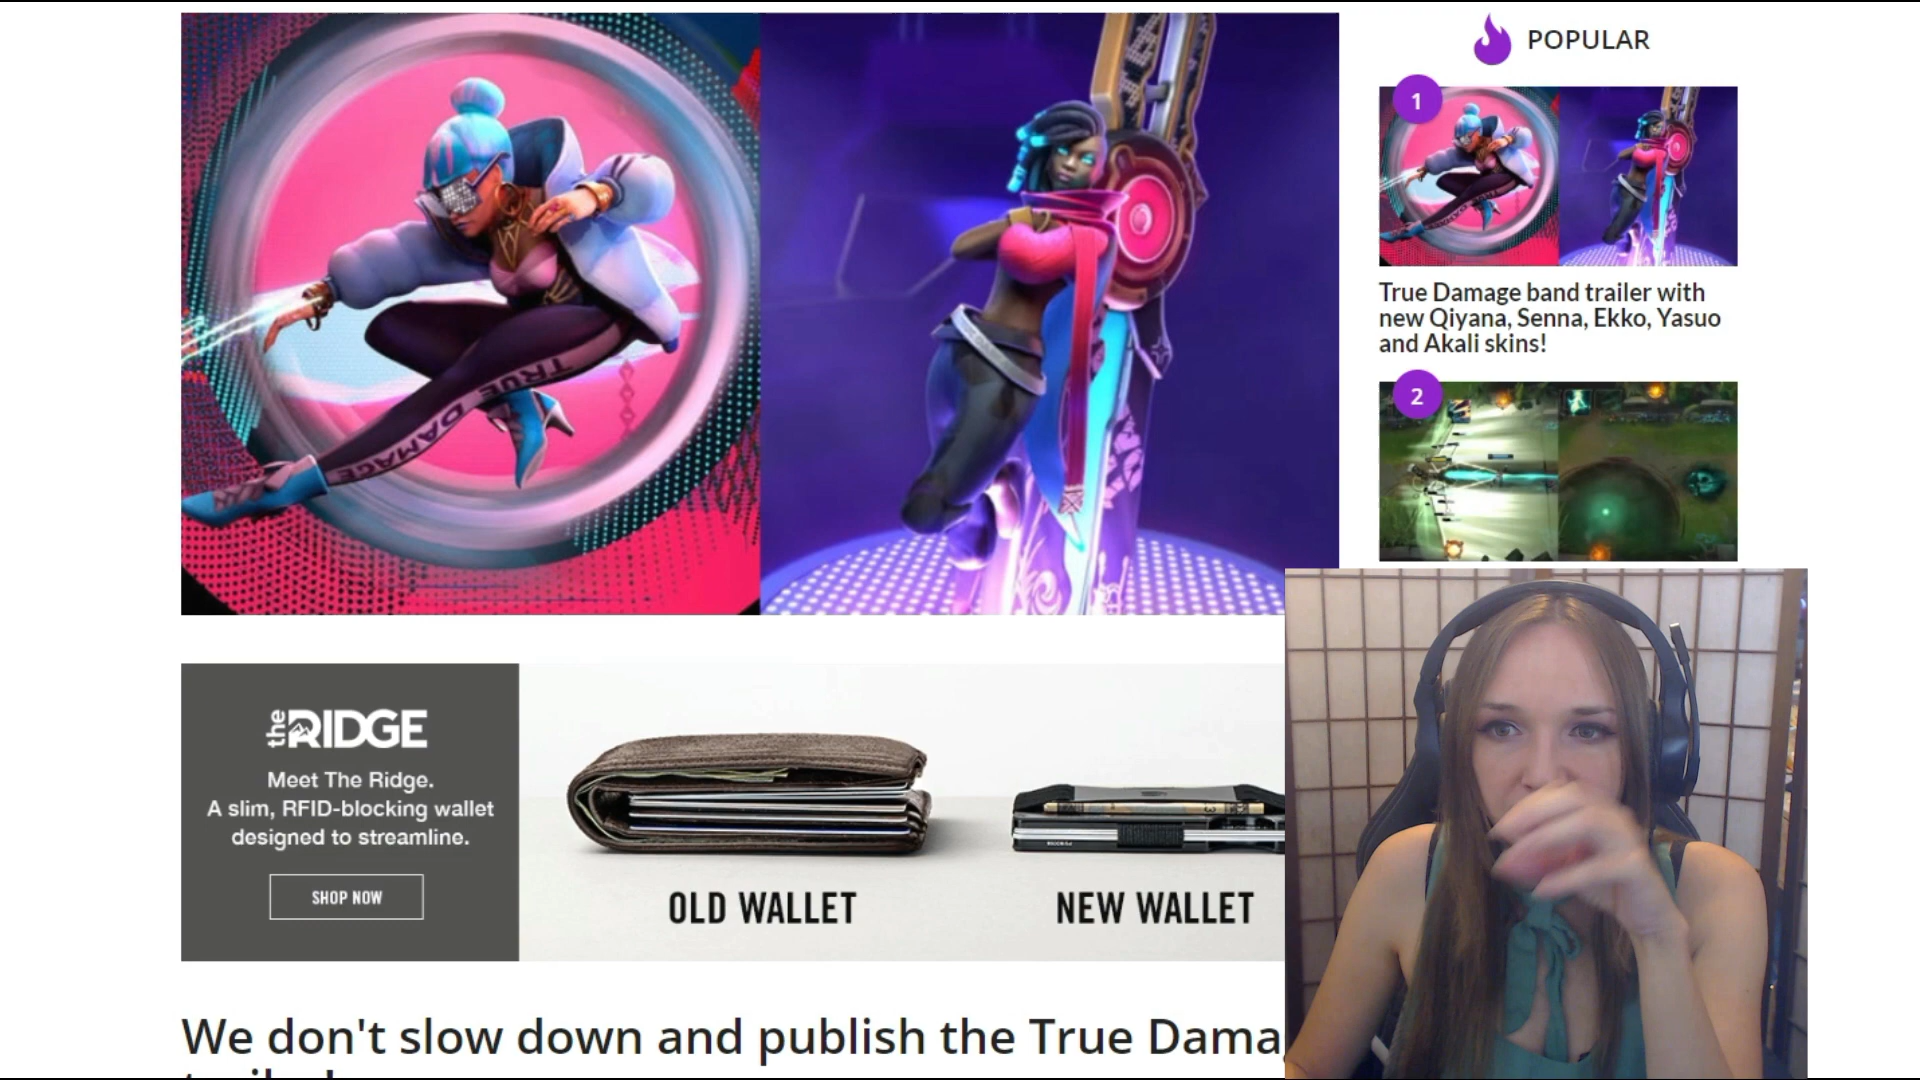 POPULAR
1
True Damage band trailer with
new Qiyana, Senna, Ekko, Yasuo
and Akali skins!
2
TRUE DAMAGE
the RIDGE
Meet The Ridge.
A slim, RFID-blocking wallet
designed to streamline.
SHOP NOW
OLD WALLET
NEW WALLET
We don't slow down and publish the True Dama